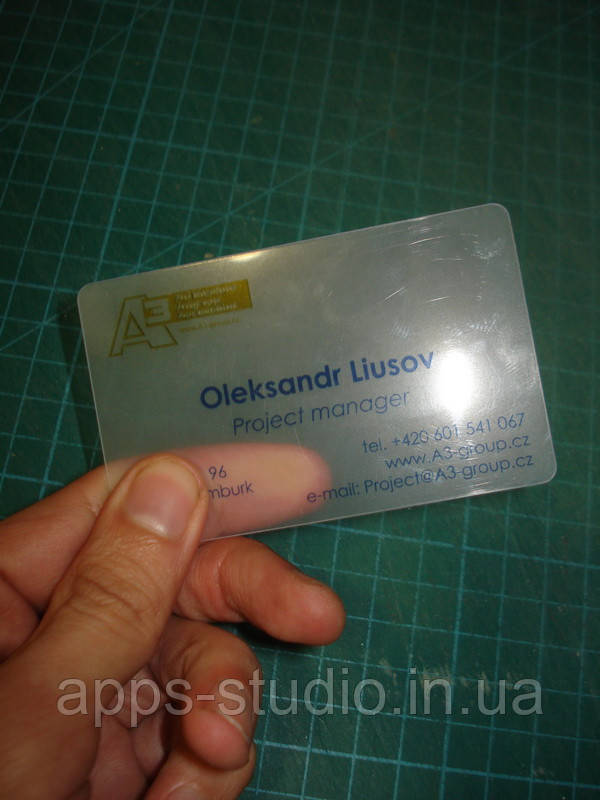 A3
Oleksandr Liusov
Project manager
tel. +420 601 541 067
www.A3-group.cz
e-mail: Project@A3-group.cz
96
apps-studio.in.ua